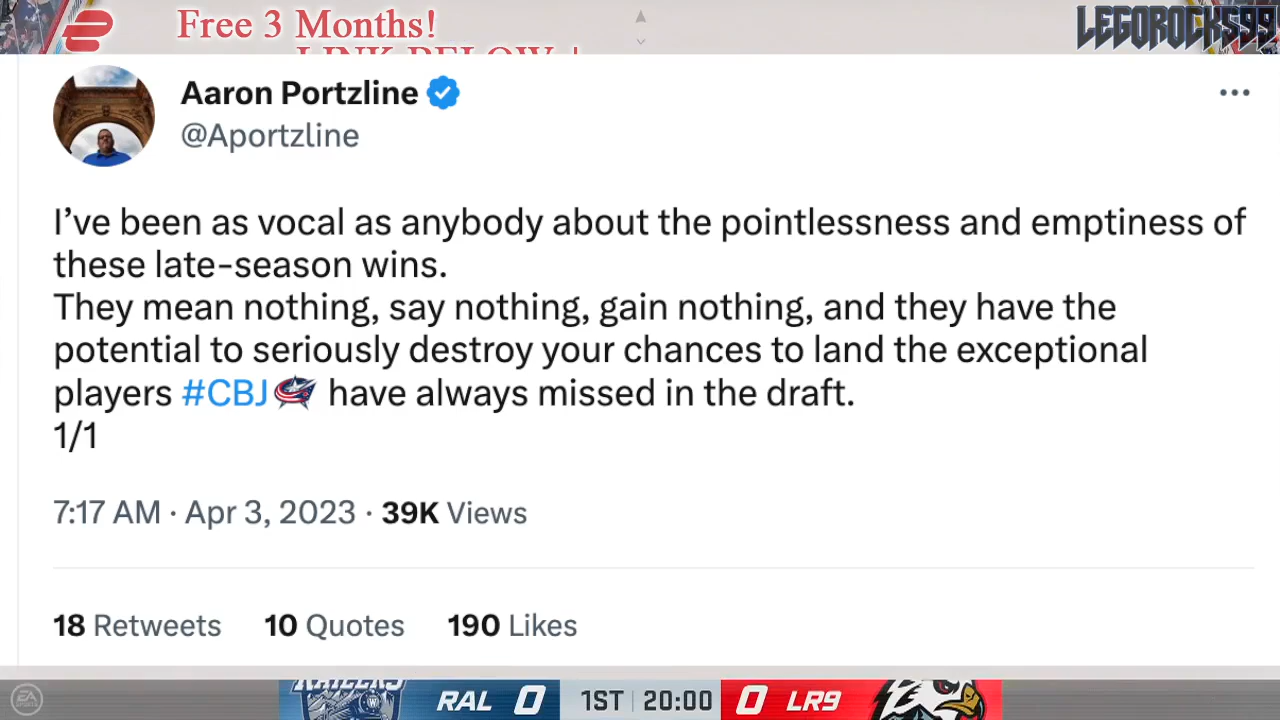 Free 3 Months!
LINK BELOW
LEGOROCKS99
Aaron Portzline
@Aportzline
I’ve been as vocal as anybody about the pointlessness and emptiness of
these late-season wins.
They mean nothing, say nothing, gain nothing, and they have the
potential to seriously destroy your chances to land the exceptional
players #CBJ have always missed in the draft.
1/1
7:17 AM · Apr 3, 2023 · 39K Views
18 Retweets 10 Quotes 190 Likes
EA SPORTS
RAILERS
RAL 0 1ST 20:00 0 LR9